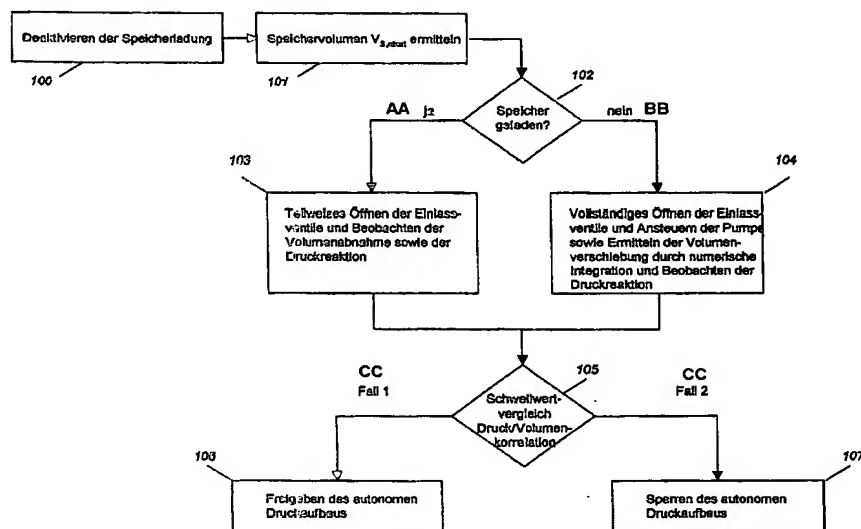 Deaktivieren der Speicherladung
Speichervolumen V_S,start ermitteln
100
101
102
AA ja
Speicher
geladen?
nein BB
103
104
Teilweises Öffnen der Einlass-
ventile und Beobachten der
Volumenabnahme sowie der
Druckreaktion
Vollständiges Öffnen der Einlass-
ventile und Ansteuern der Pumpe
sowie Ermitteln der Volumen-
verschiebung durch numerische
Integration und Beobachten der
Druckreaktion
CC
Fall 1
105
CC
Fall 2
Schwellwert-
vergleich
Druck/Volumen-
korrelation
106
107
Freigaben des autonomen
Druckaufbaus
Sperren des autonomen
Druckaufbaus